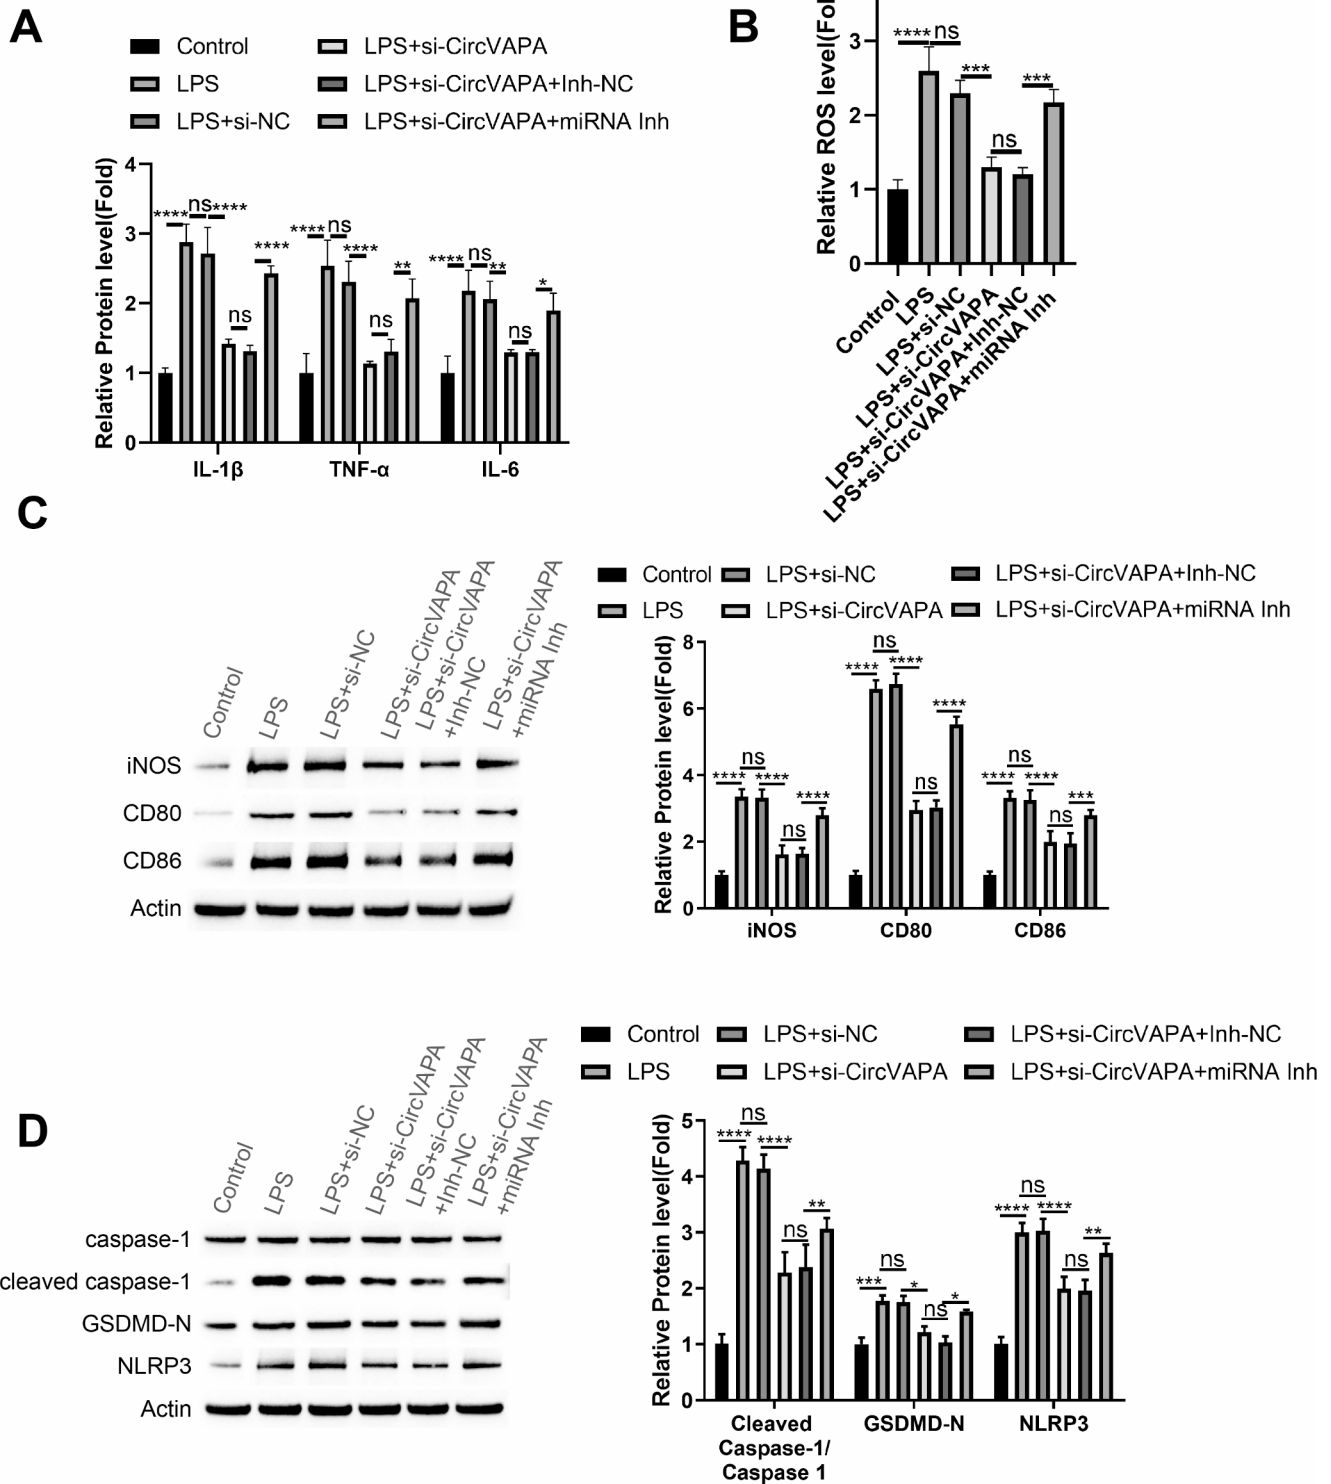 A
Control
LPS+si-CircVAPA
LPS
LPS+si-CircVAPA+Inh-NC
LPS+si-NC
LPS+si-CircVAPA+miRNA Inh
Relative Protein level(Fold)
4
3
2
1
0
**** ns ****
ns
****
**** ns
****
ns
**
**** ns **
ns
*
IL-1β
TNF-α
IL-6
B
Relative ROS level(Fol
3
2
1
0
**** ns
***
ns
***
Control
LPS
LPS+si-NC
LPS+si-CircVAPA
LPS+si-CircVAPA+Inh-NC
LPS+si-CircVAPA+miRNA Inh
C
Control
LPS
LPS+si-NC
LPS+si-CircVAPA
LPS+si-CircVAPA
+Inh-NC
LPS+si-CircVAPA
+miRNA Inh
iNOS
CD80
CD86
Actin
Control
LPS+si-NC
LPS+si-CircVAPA+Inh-NC
LPS
LPS+si-CircVAPA
LPS+si-CircVAPA+miRNA Inh
Relative Protein level(Fold)
8
6
4
2
0
ns
**** ****
ns
****
ns
**** ****
ns
****
ns
**** ****
ns
***
iNOS
CD80
CD86
D
Control
LPS
LPS+si-NC
LPS+si-CircVAPA
LPS+si-CircVAPA
+Inh-NC
LPS+si-CircVAPA
+miRNA Inh
caspase-1
cleaved caspase-1
GSDMD-N
NLRP3
Actin
Control
LPS+si-NC
LPS+si-CircVAPA+Inh-NC
LPS
LPS+si-CircVAPA
LPS+si-CircVAPA+miRNA Inh
Relative Protein level(Fold)
5
4
3
2
1
0
ns
**** ****
ns
**
ns
*** *
ns
*
ns
**** ****
ns
**
Cleaved
Caspase-1/
Caspase 1
GSDMD-N
NLRP3